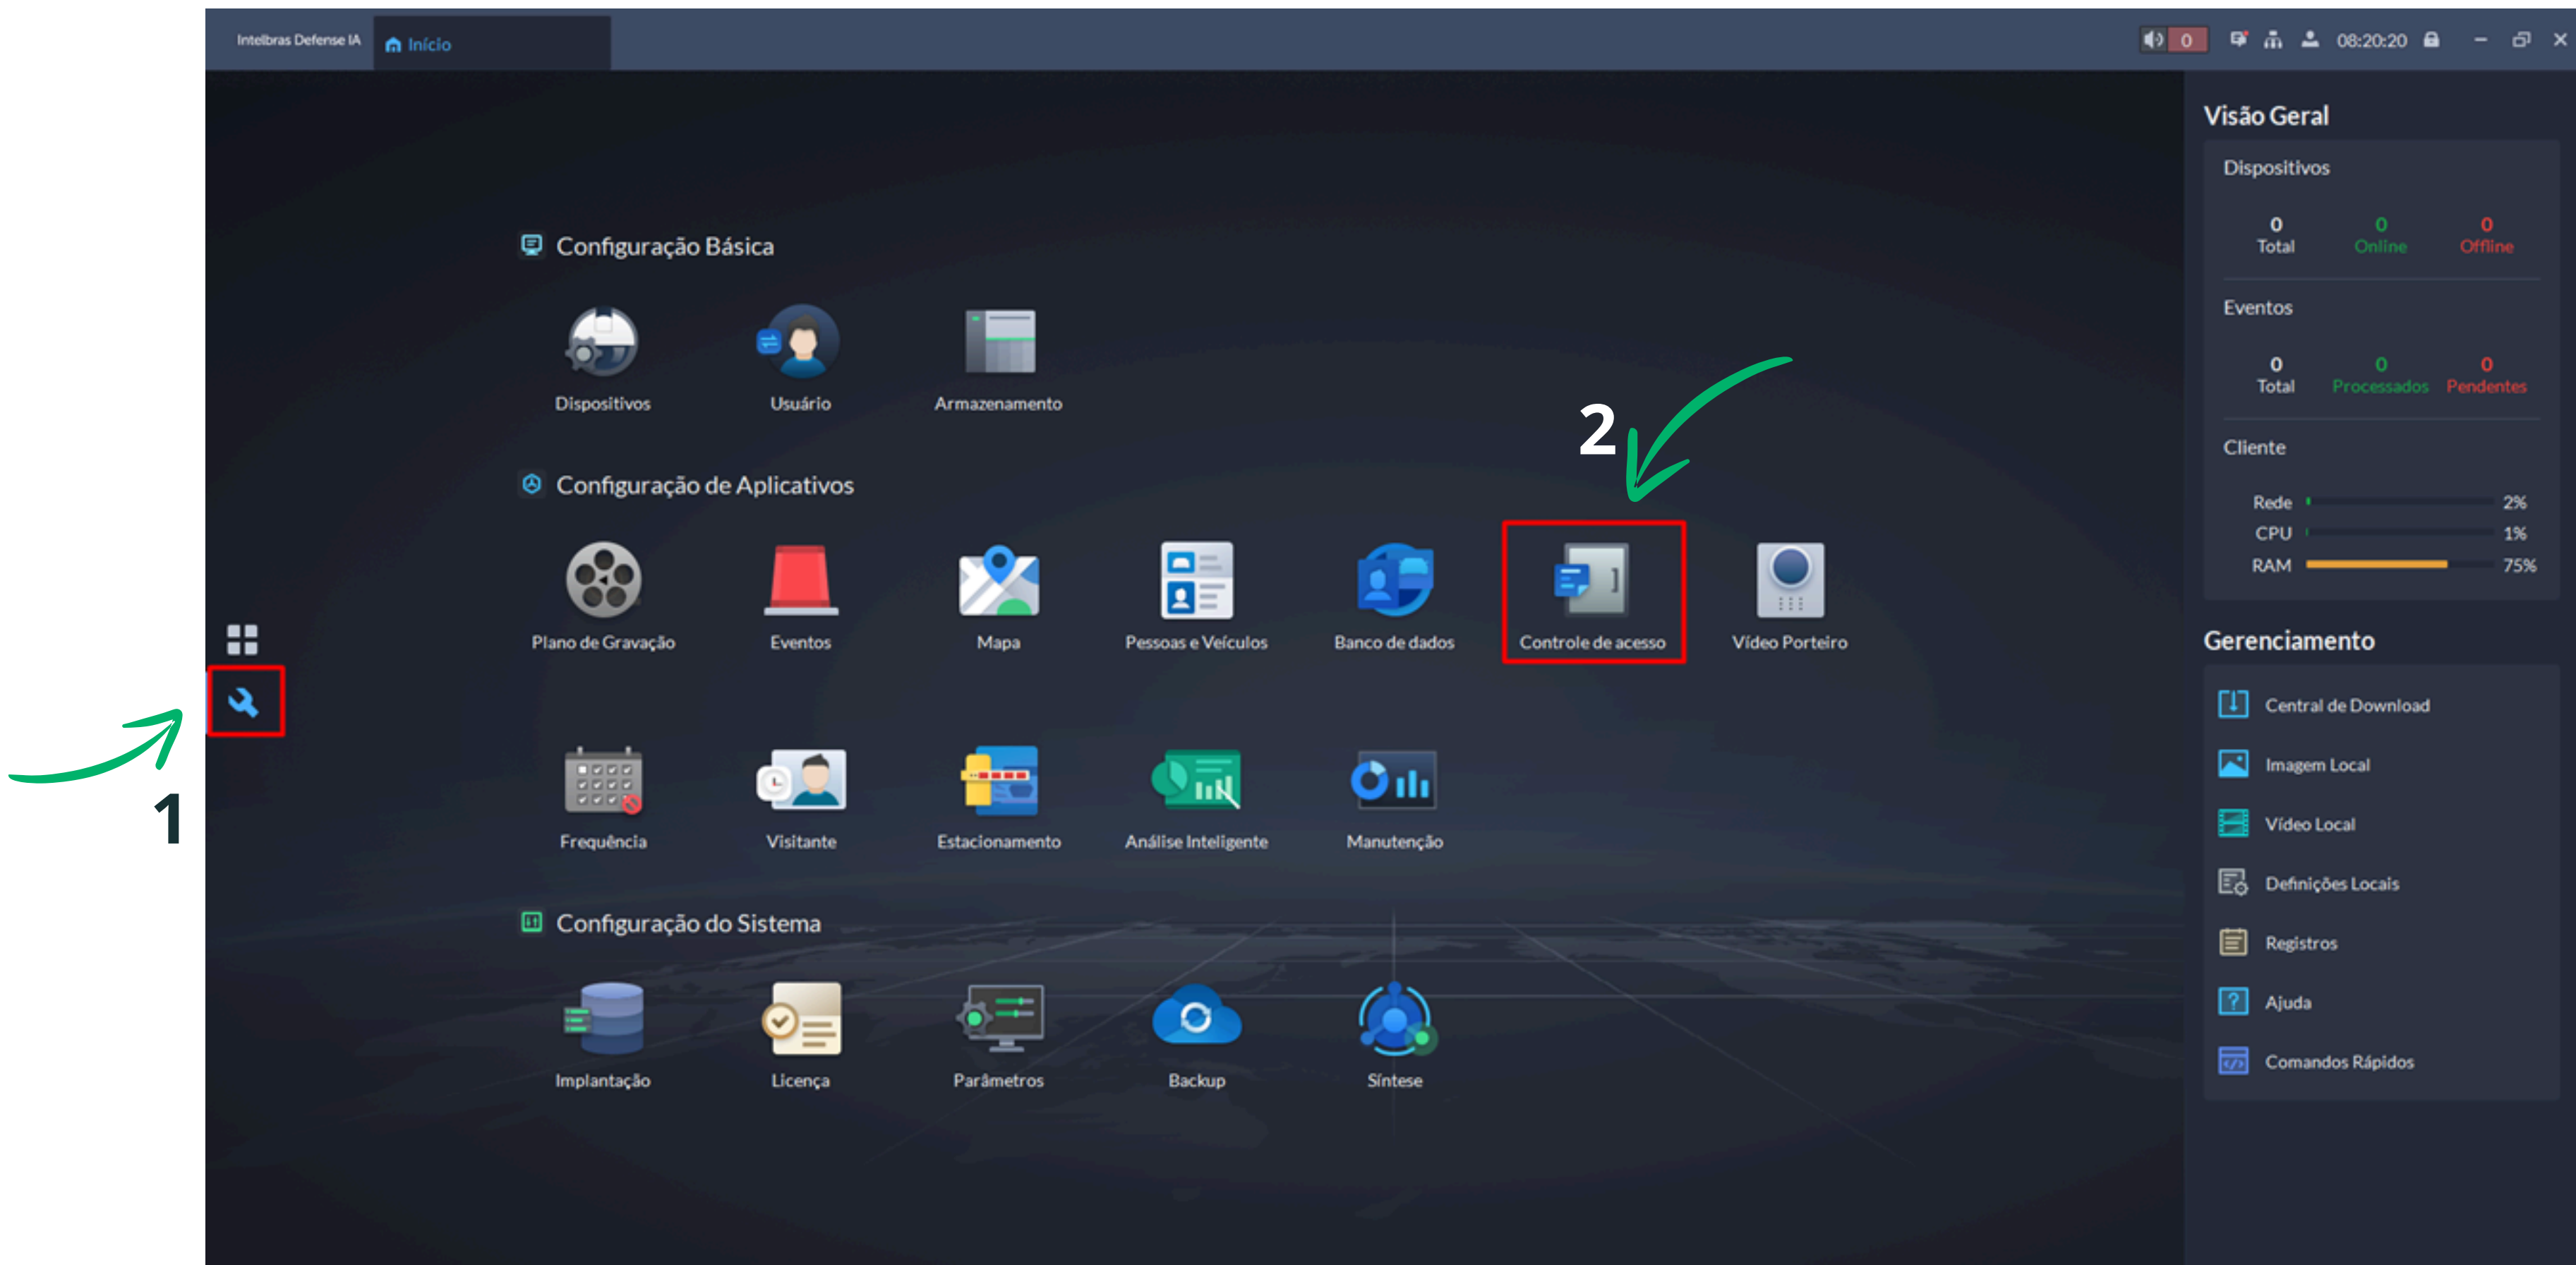 Intelbras Defense IA
Início
0
08:20:20
Visão Geral
Dispositivos
0 0 0
Total Online Offline
Eventos
0 0 0
Total Processados Pendentes
Cliente
Rede 2%
CPU 1%
RAM 75%
Gerenciamento
Central de Download
Imagem Local
Vídeo Local
Definições Locais
Registros
Ajuda
Comandos Rápidos
Configuração Básica
Dispositivos Usuário Armazenamento
2
Configuração de Aplicativos
Plano de Gravação Eventos Mapa Pessoas e Veículos Banco de dados Controle de acesso Vídeo Porteiro
1
Frequência Visitante Estacionamento Análise Inteligente Manutenção
Configuração do Sistema
Implantação Licença Parâmetros Backup Síntese